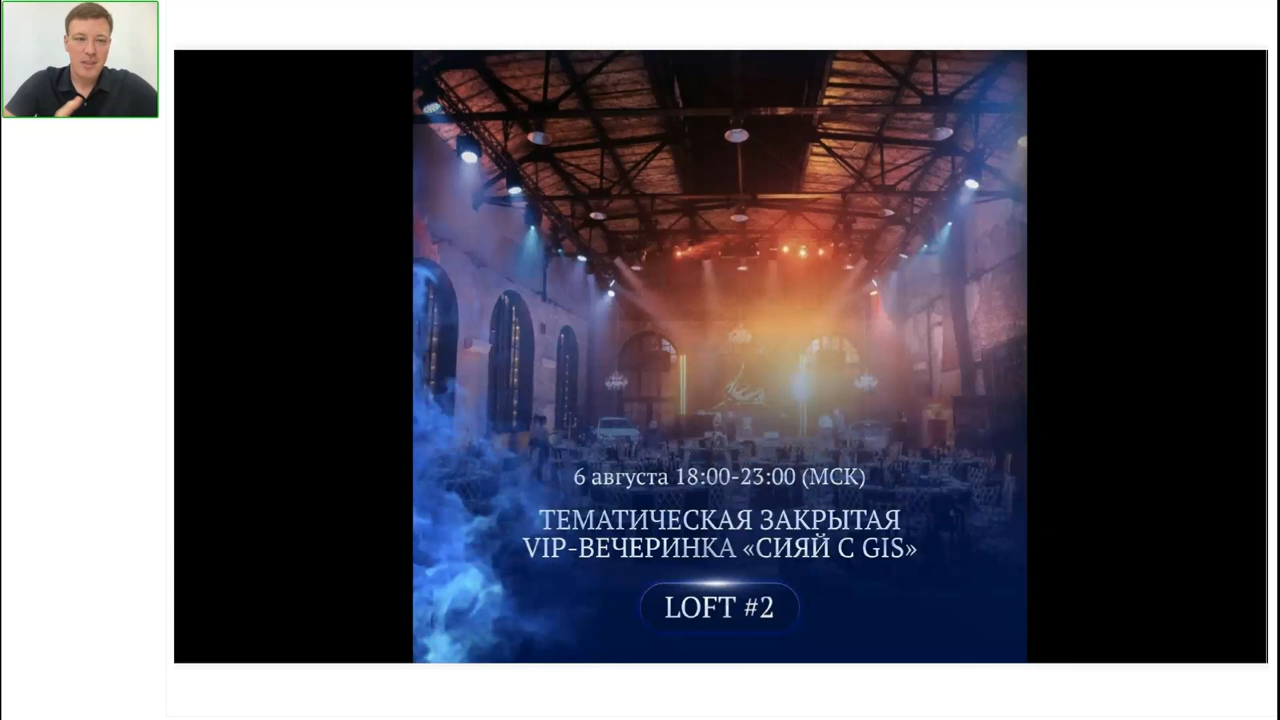 6 августа 18:00-23:00 (МСК)
ТЕМАТИЧЕСКАЯ ЗАКРЫТАЯ
VIP-ВЕЧЕРИНКА «СИЯЙ С GIS»
LOFT #2